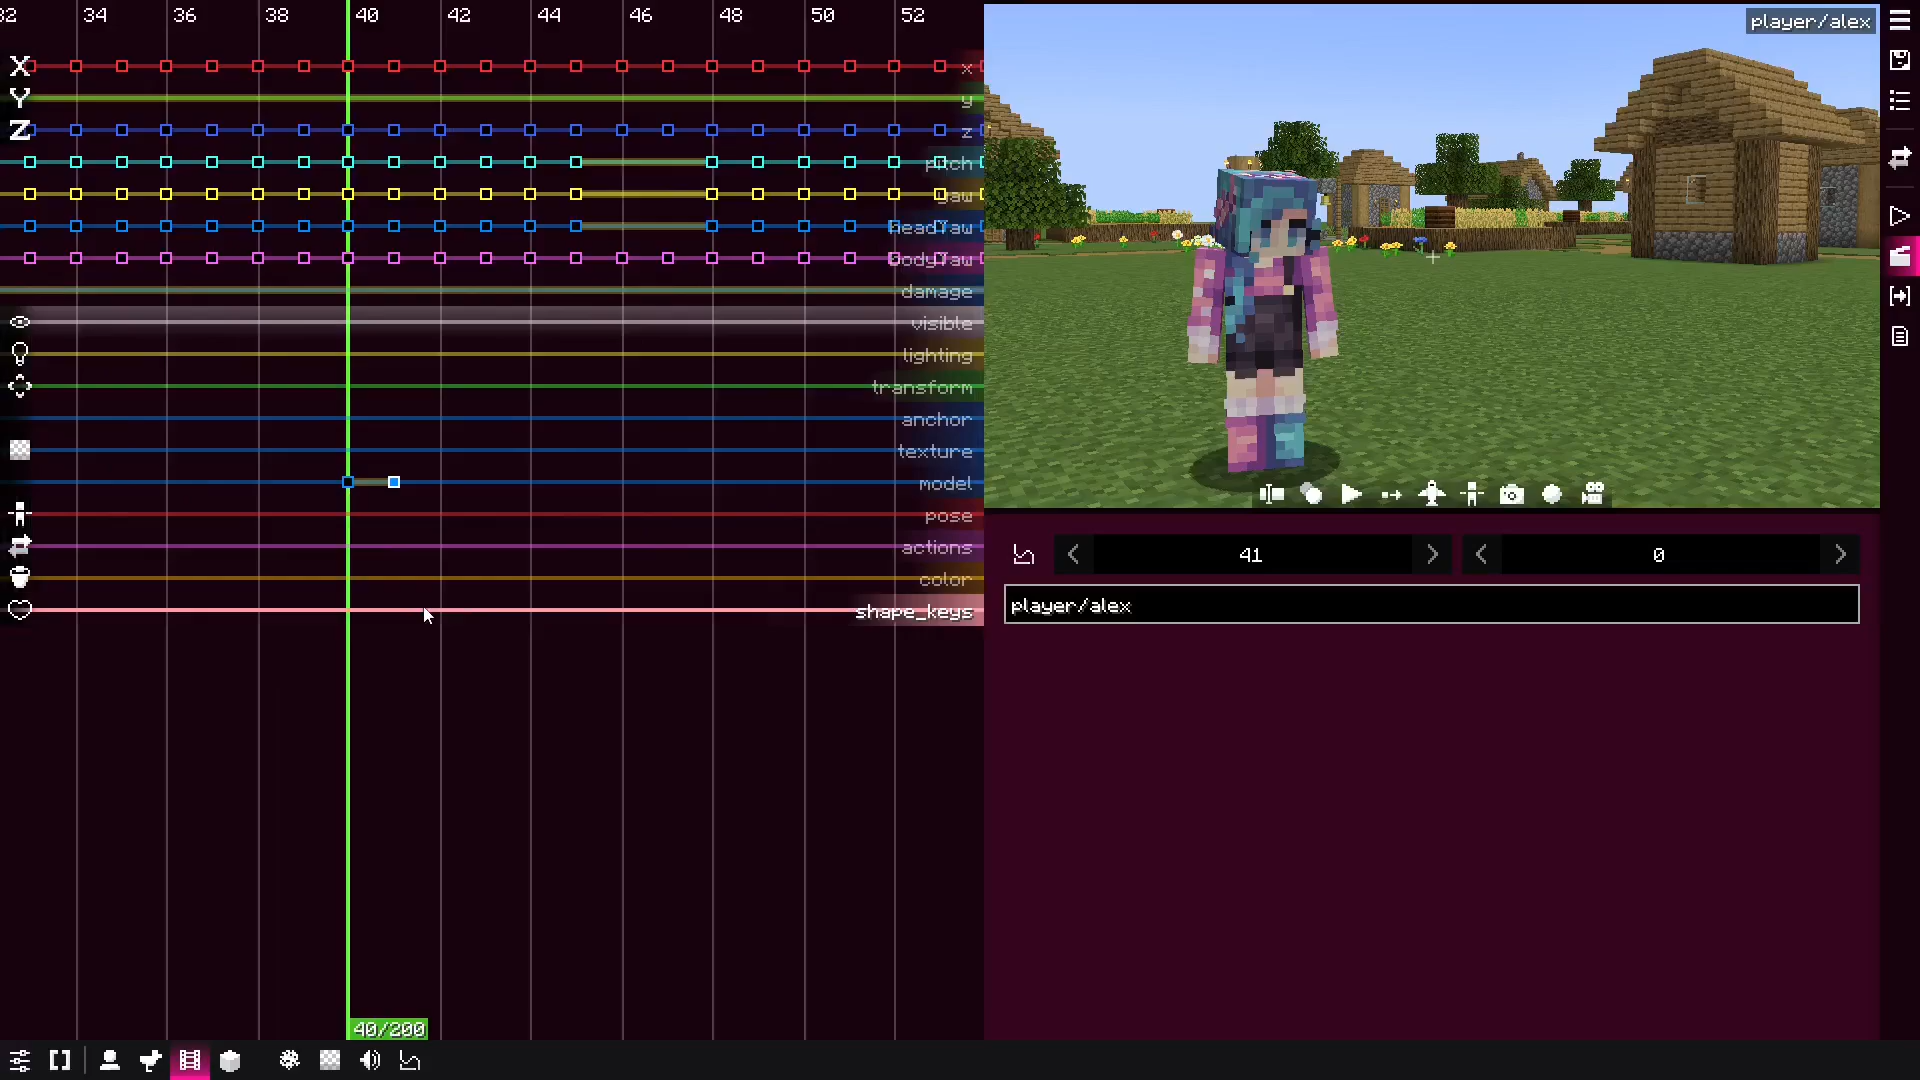 32 34 36 38 40 42 44 46 48 50 52
player/alex
X x
Y y
Z z
pitch
yaw
headYaw
bodyYaw
damage
visible
lighting
transform
anchor
texture
model
pose
actions
color
shape_keys
41 0
player/alex
40/200